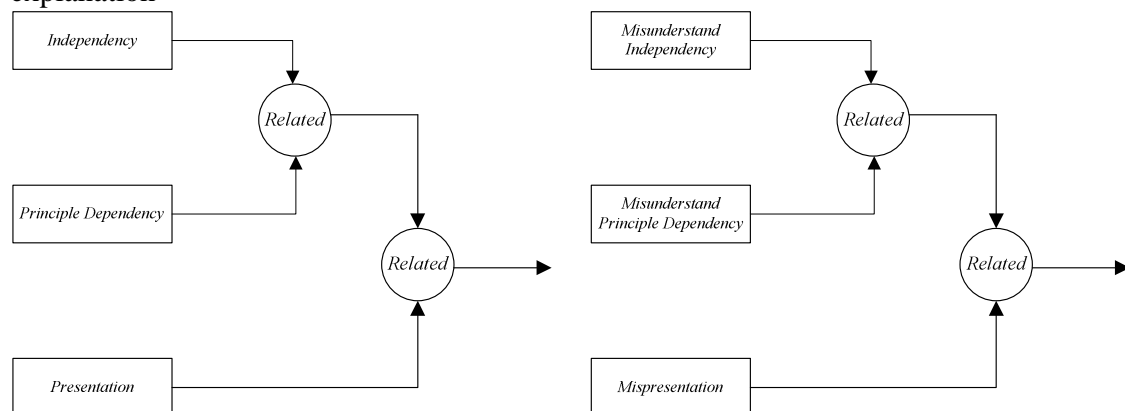 explanation
Independency
Related
Principle Dependency
Related
Presentation
Misunderstand
Independency
Related
Misunderstand
Principle Dependency
Related
Mispresentation